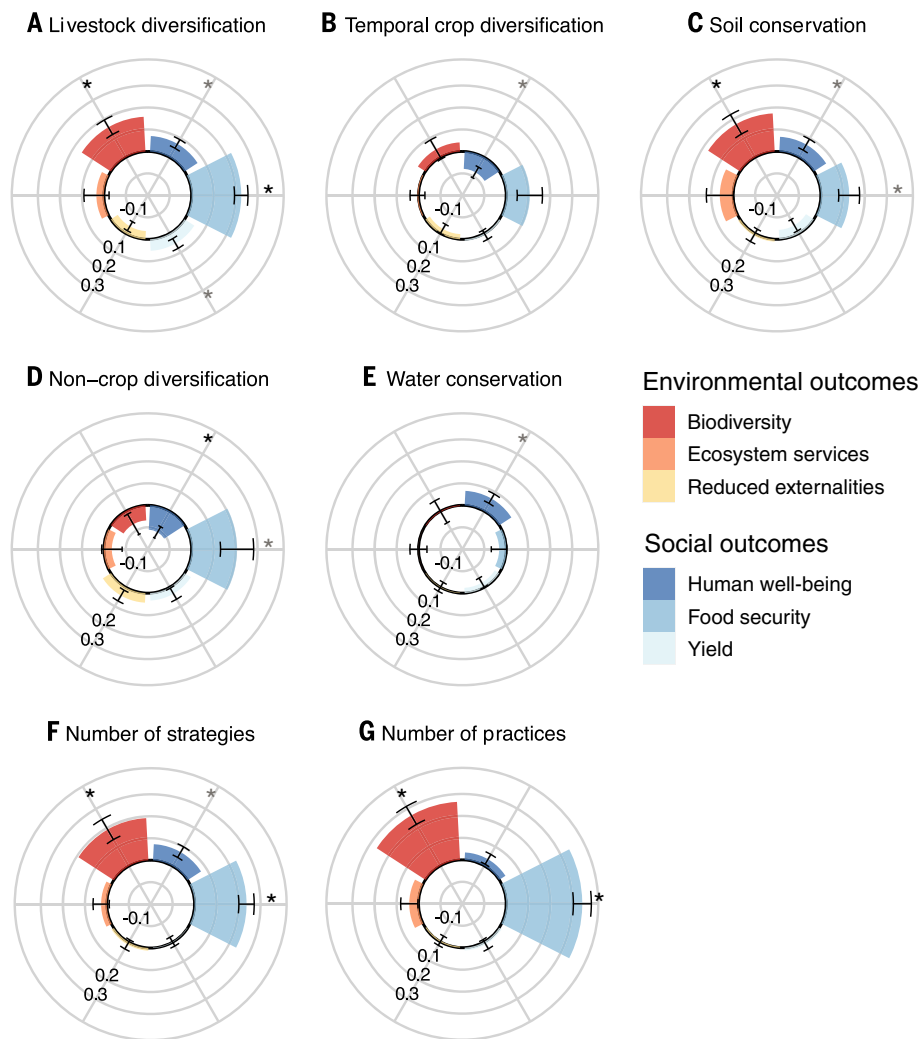 A Livestock diversification
B Temporal crop diversification
C Soil conservation
* * * * * * *
-0.1 -0.1 -0.1
0.1 0.1
0.2 0.2 0.2
0.3 0.3 0.3
*
D Non–crop diversification
E Water conservation
* * *
-0.1 -0.1
0.1
0.2 0.2
0.3 0.3
Environmental outcomes
Biodiversity
Ecosystem services
Reduced externalities
Social outcomes
Human well-being
Food security
Yield
F Number of strategies
G Number of practices
* * * * *
-0.1 -0.1
0.1
0.2 0.2
0.3 0.3